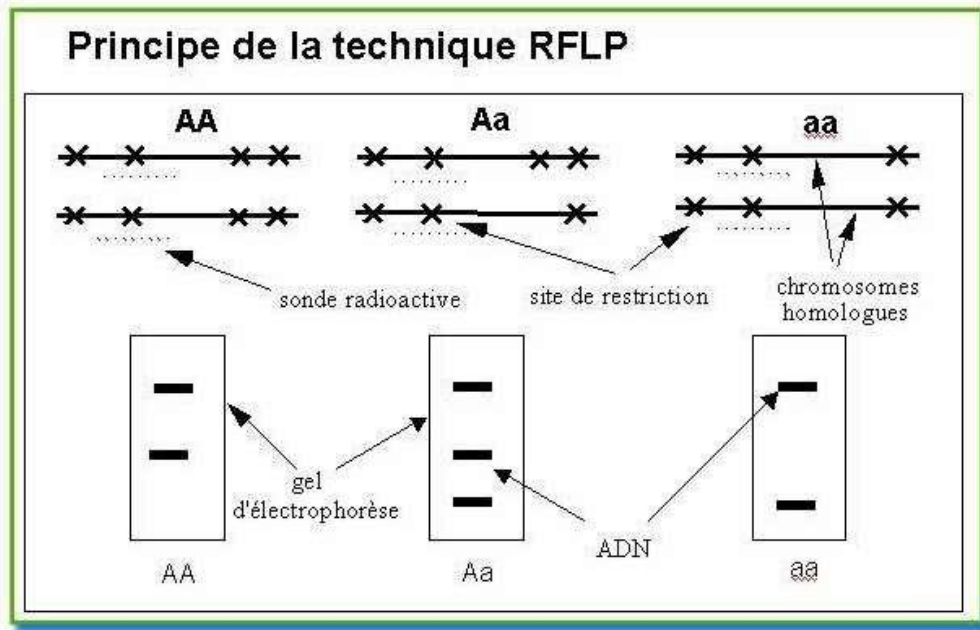 Principe de la technique RFLP
AA
Aa
aa
sonde radioactive
site de restriction
chromosomes
homologues
gel
d'électrophorèse
ADN
AA
Aa
aa